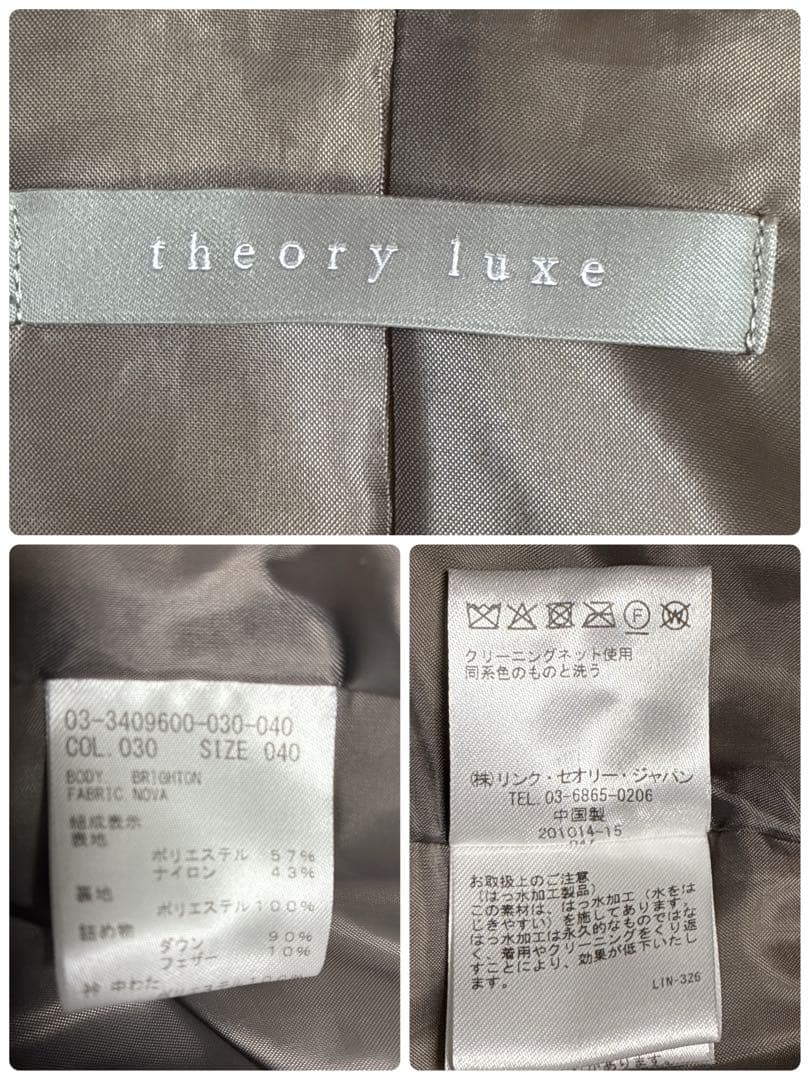 theory luxe
03-3409600-030-040
COL.030 SIZE 040
BODY BRIGHTON
FABRIC NOVA
組成表示
表地
ポリエステル 57%
ナイロン 43%
裏地
ポリエステル100%
詰め物
ダウン 90%
フェザー 10%
衿 中わた
F W
クリーニングネット使用
同系色のものと洗う
(株)リンク・セオリー・ジャパン
TEL.03-6865-0206
中国製
201014-15
お取扱上のご注意
(はっ水加工製品)
この素材は、はっ水加工(水をは
じきやすい)を施してあります。
はっ水加工は永久的なものではな
く、着用やクリーニングをくり返
すことにより、効果が低下いたし
ます。
LIN-326